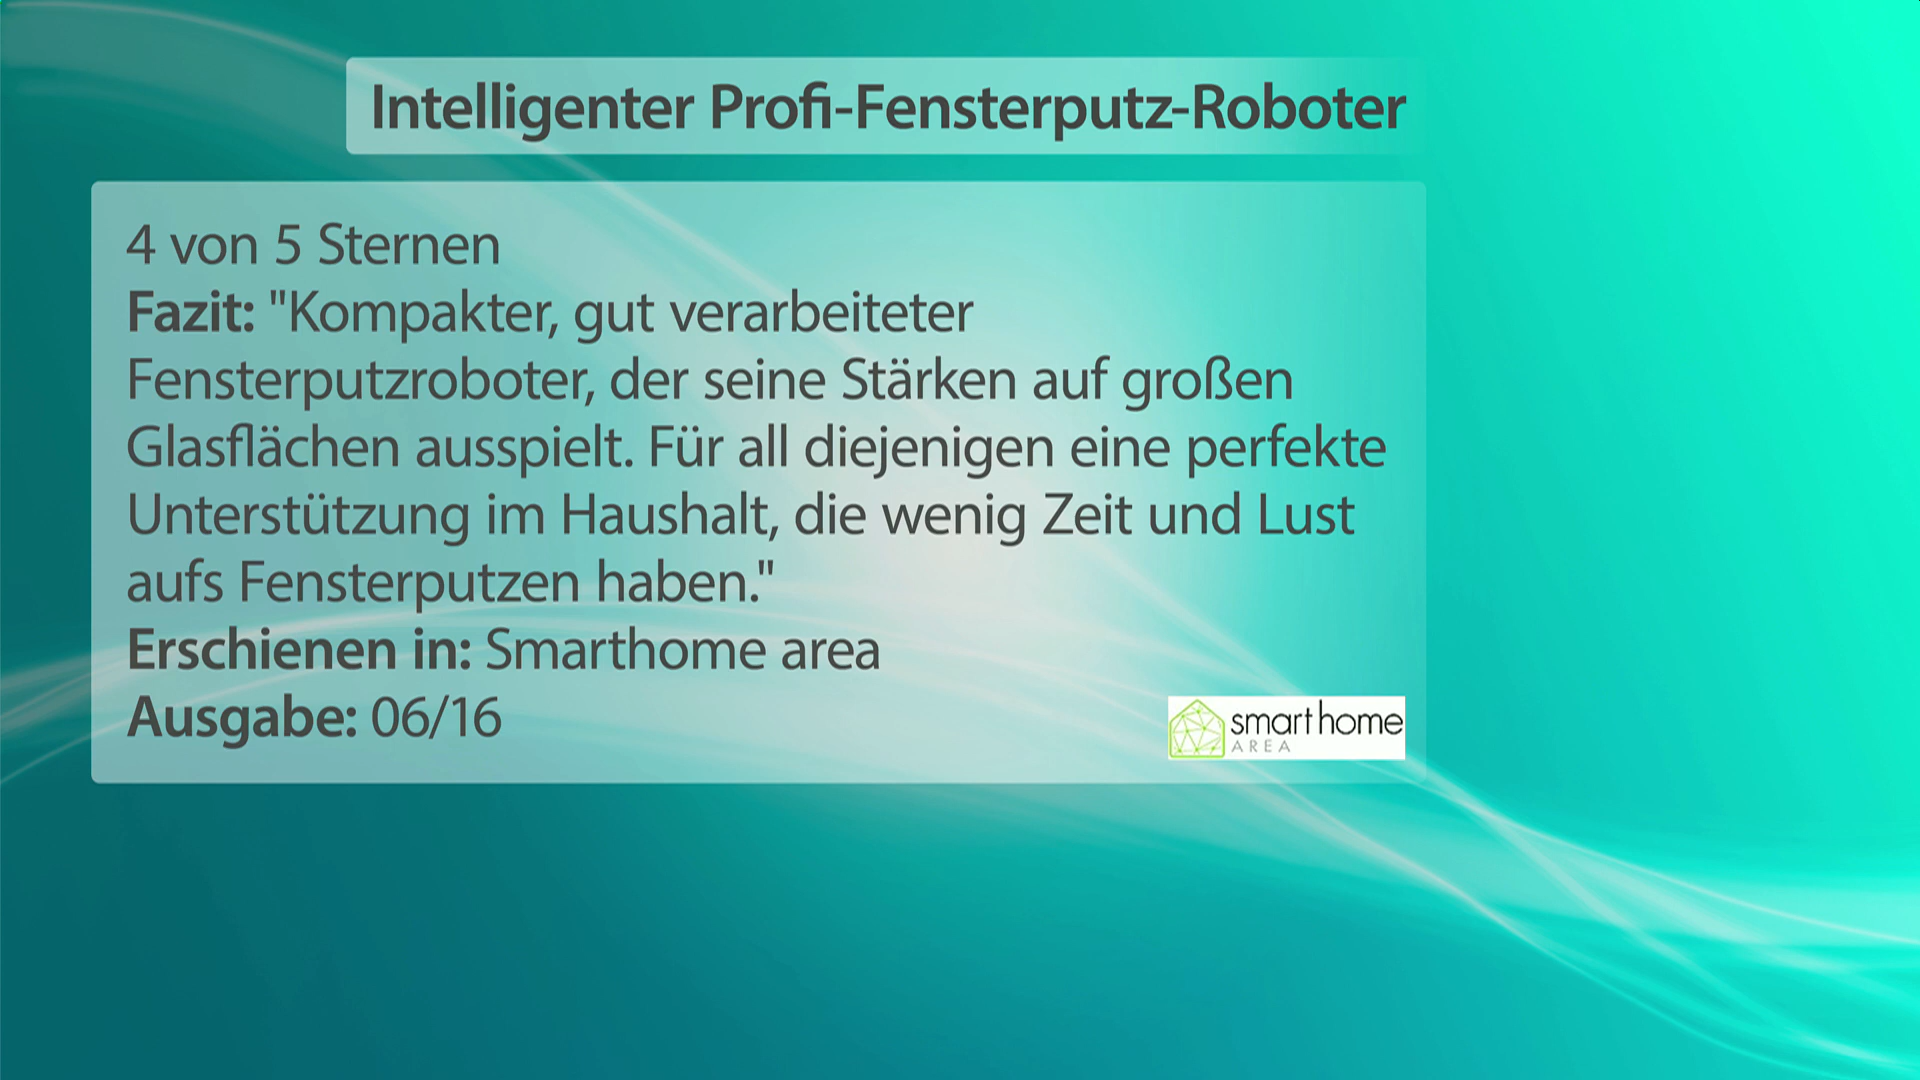 Intelligenter Profi-Fensterputz-Roboter
4 von 5 Sternen
Fazit: "Kompakter, gut verarbeiteter
Fensterputzroboter, der seine Stärken auf großen
Glasflächen ausspielt. Für all diejenigen eine perfekte
Unterstützung im Haushalt, die wenig Zeit und Lust
aufs Fensterputzen haben."
Erschienen in: Smarthome area
Ausgabe: 06/16
smart home
AREA